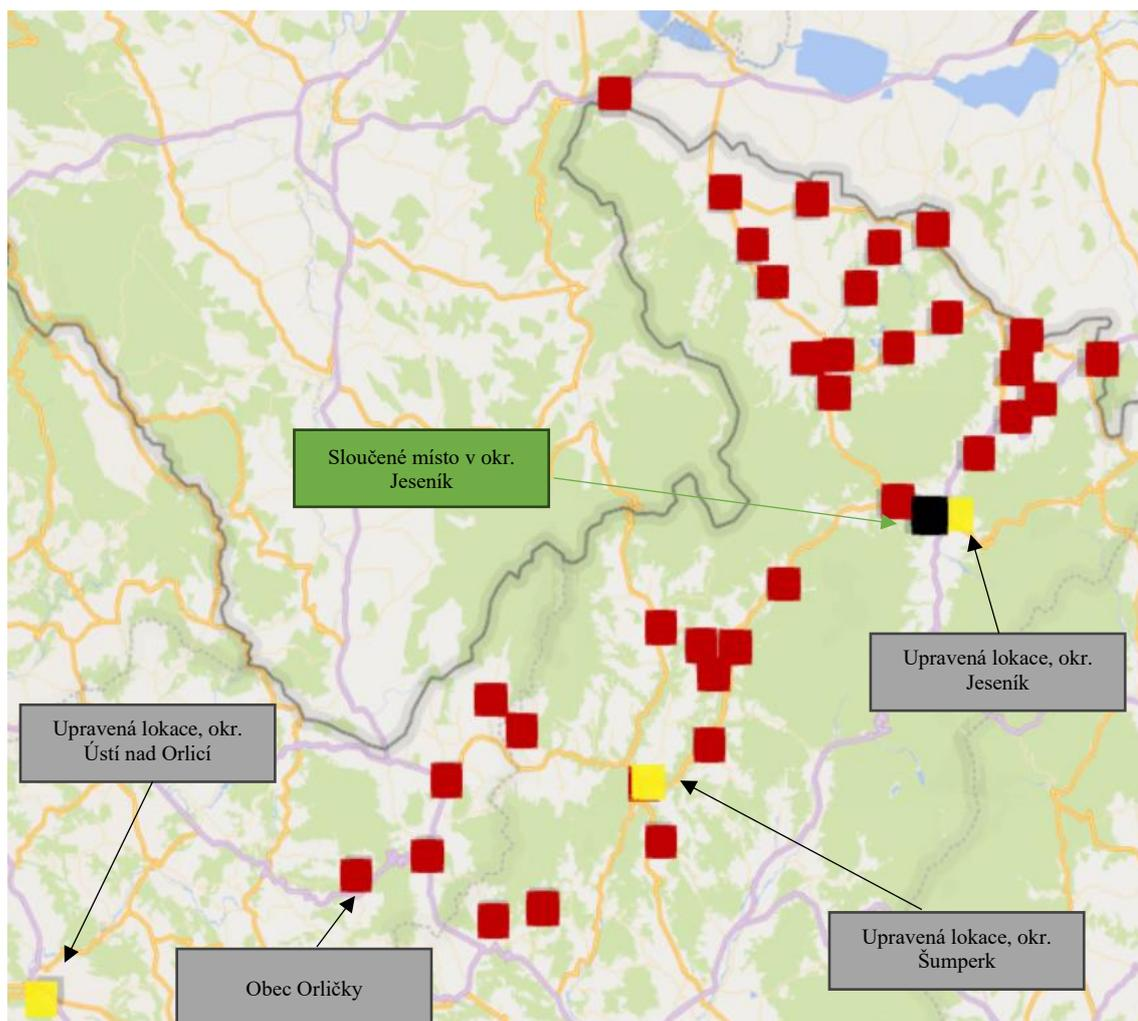 Sloučené místo v okr.
Jeseník
Upravená lokace, okr.
Jeseník
Upravená lokace, okr.
Ústí nad Orlicí
Upravená lokace, okr.
Šumperk
Obec Orličky